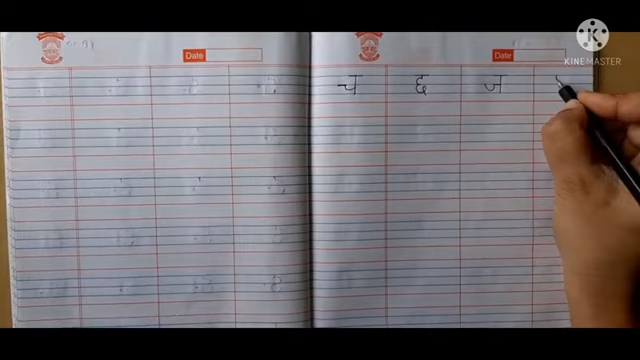 KINEMASTER
Date Date
च छ ज